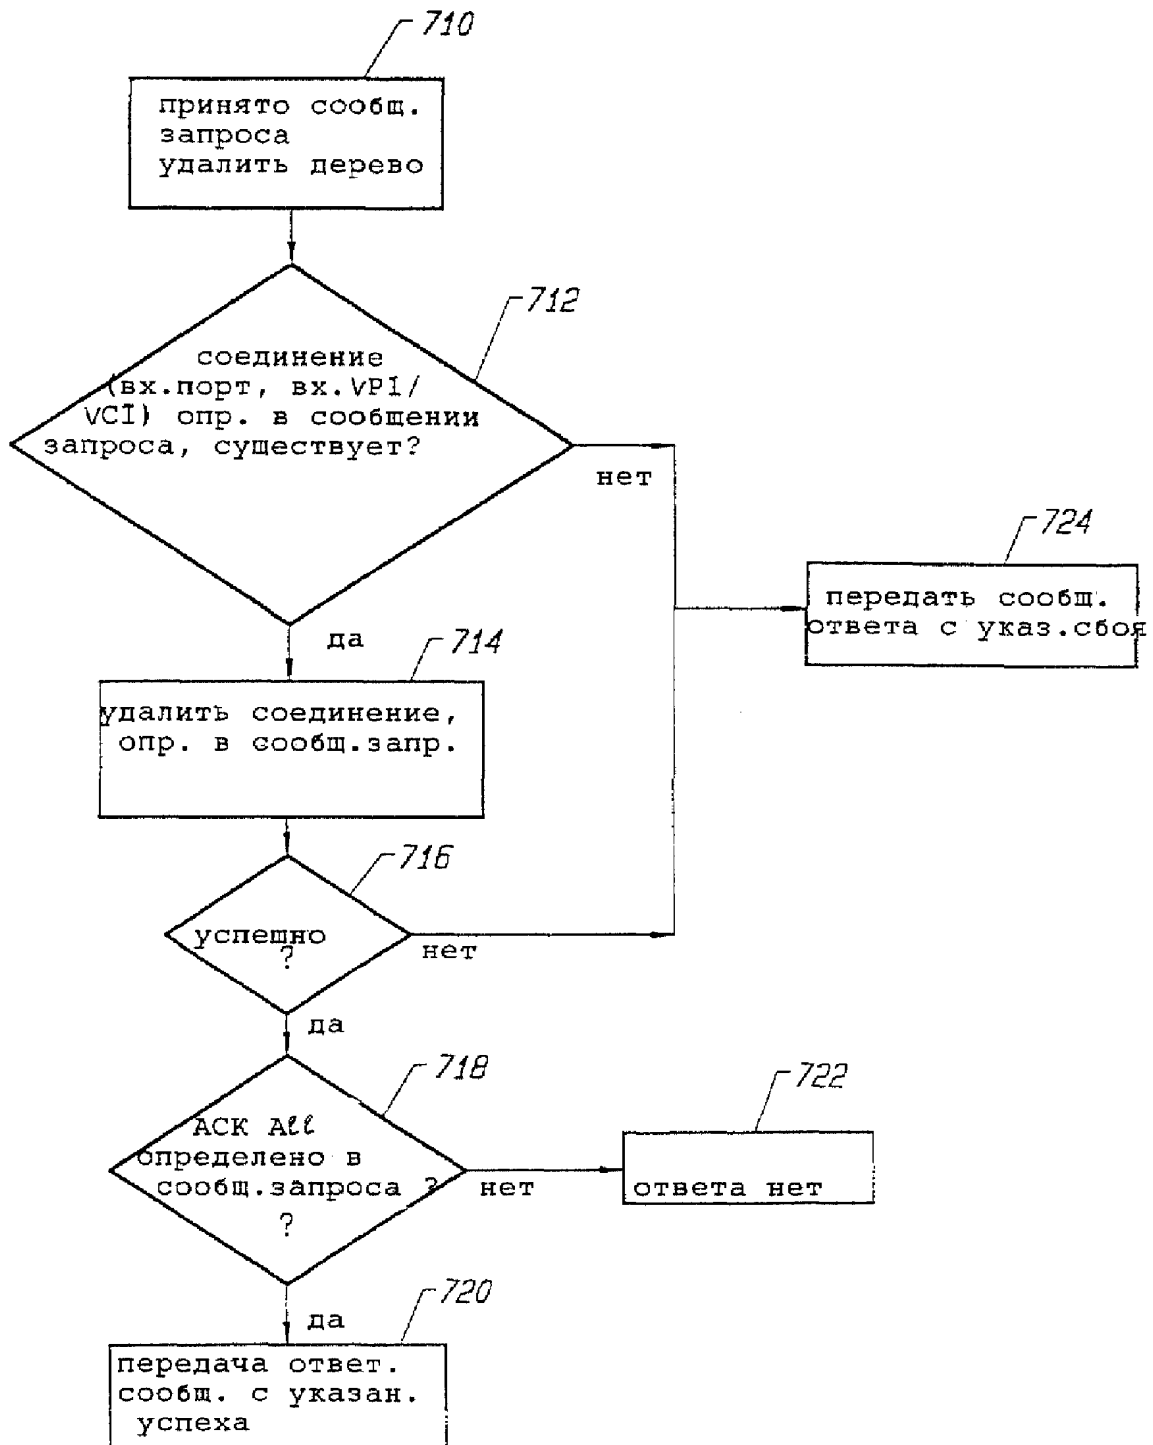 710
принято сообщ.
запроса
удалить дерево
712
соединение
(вх.порт, вх.VPI/
VCI) опр. в сообщении
запроса, существует?
нет
724
передать сообщ.
ответа с указ.сбоя
да
714
удалить соединение,
опр. в сообщ.запр.
716
успешно
?
нет
да
718
ACK All
определено в
сообщ.запроса ?
?
нет
722
ответа нет
да
720
передача ответ.
сообщ. с указан.
успеха